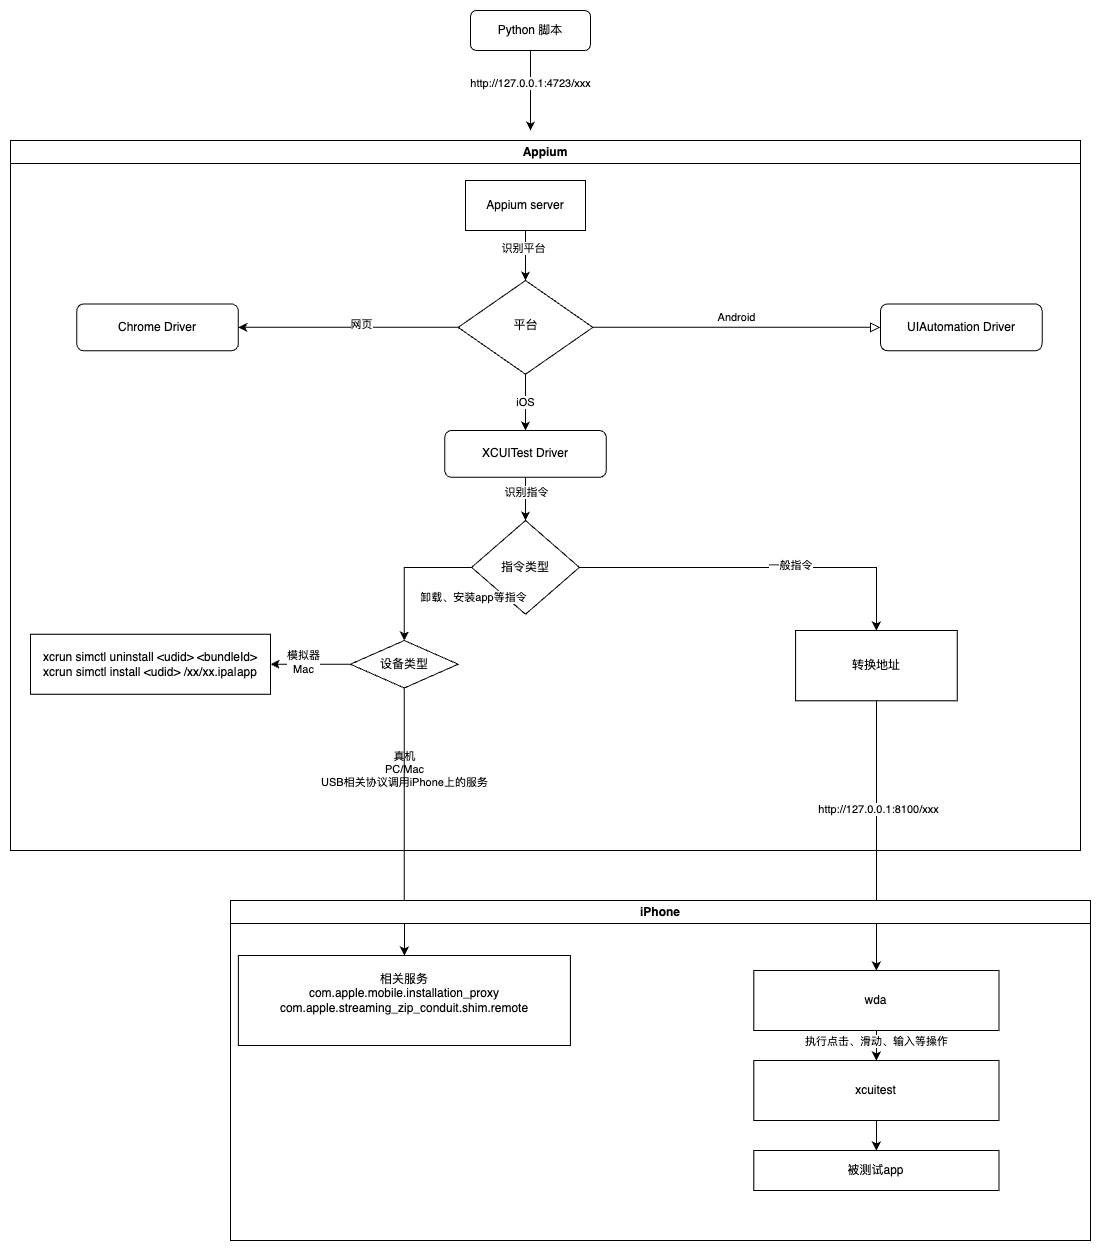 Python 脚本
http://127.0.0.1:4723/xxx
Appium
Appium server
识别平台
平台
网页
Chrome Driver
Android
UIAutomation Driver
iOS
XCUITest Driver
识别指令
指令类型
一般指令
卸载、安装app等指令
设备类型
模拟器
Mac
xcrun simctl uninstall <udid> <bundleId>
xcrun simctl install <udid> /xx/xx.ipa|app
转换地址
真机
PC/Mac
USB相关协议调用iPhone上的服务
http://127.0.0.1:8100/xxx
iPhone
相关服务
com.apple.mobile.installation_proxy
com.apple.streaming_zip_conduit.shim.remote
wda
执行点击、滑动、输入等操作
xcuitest
被测试app